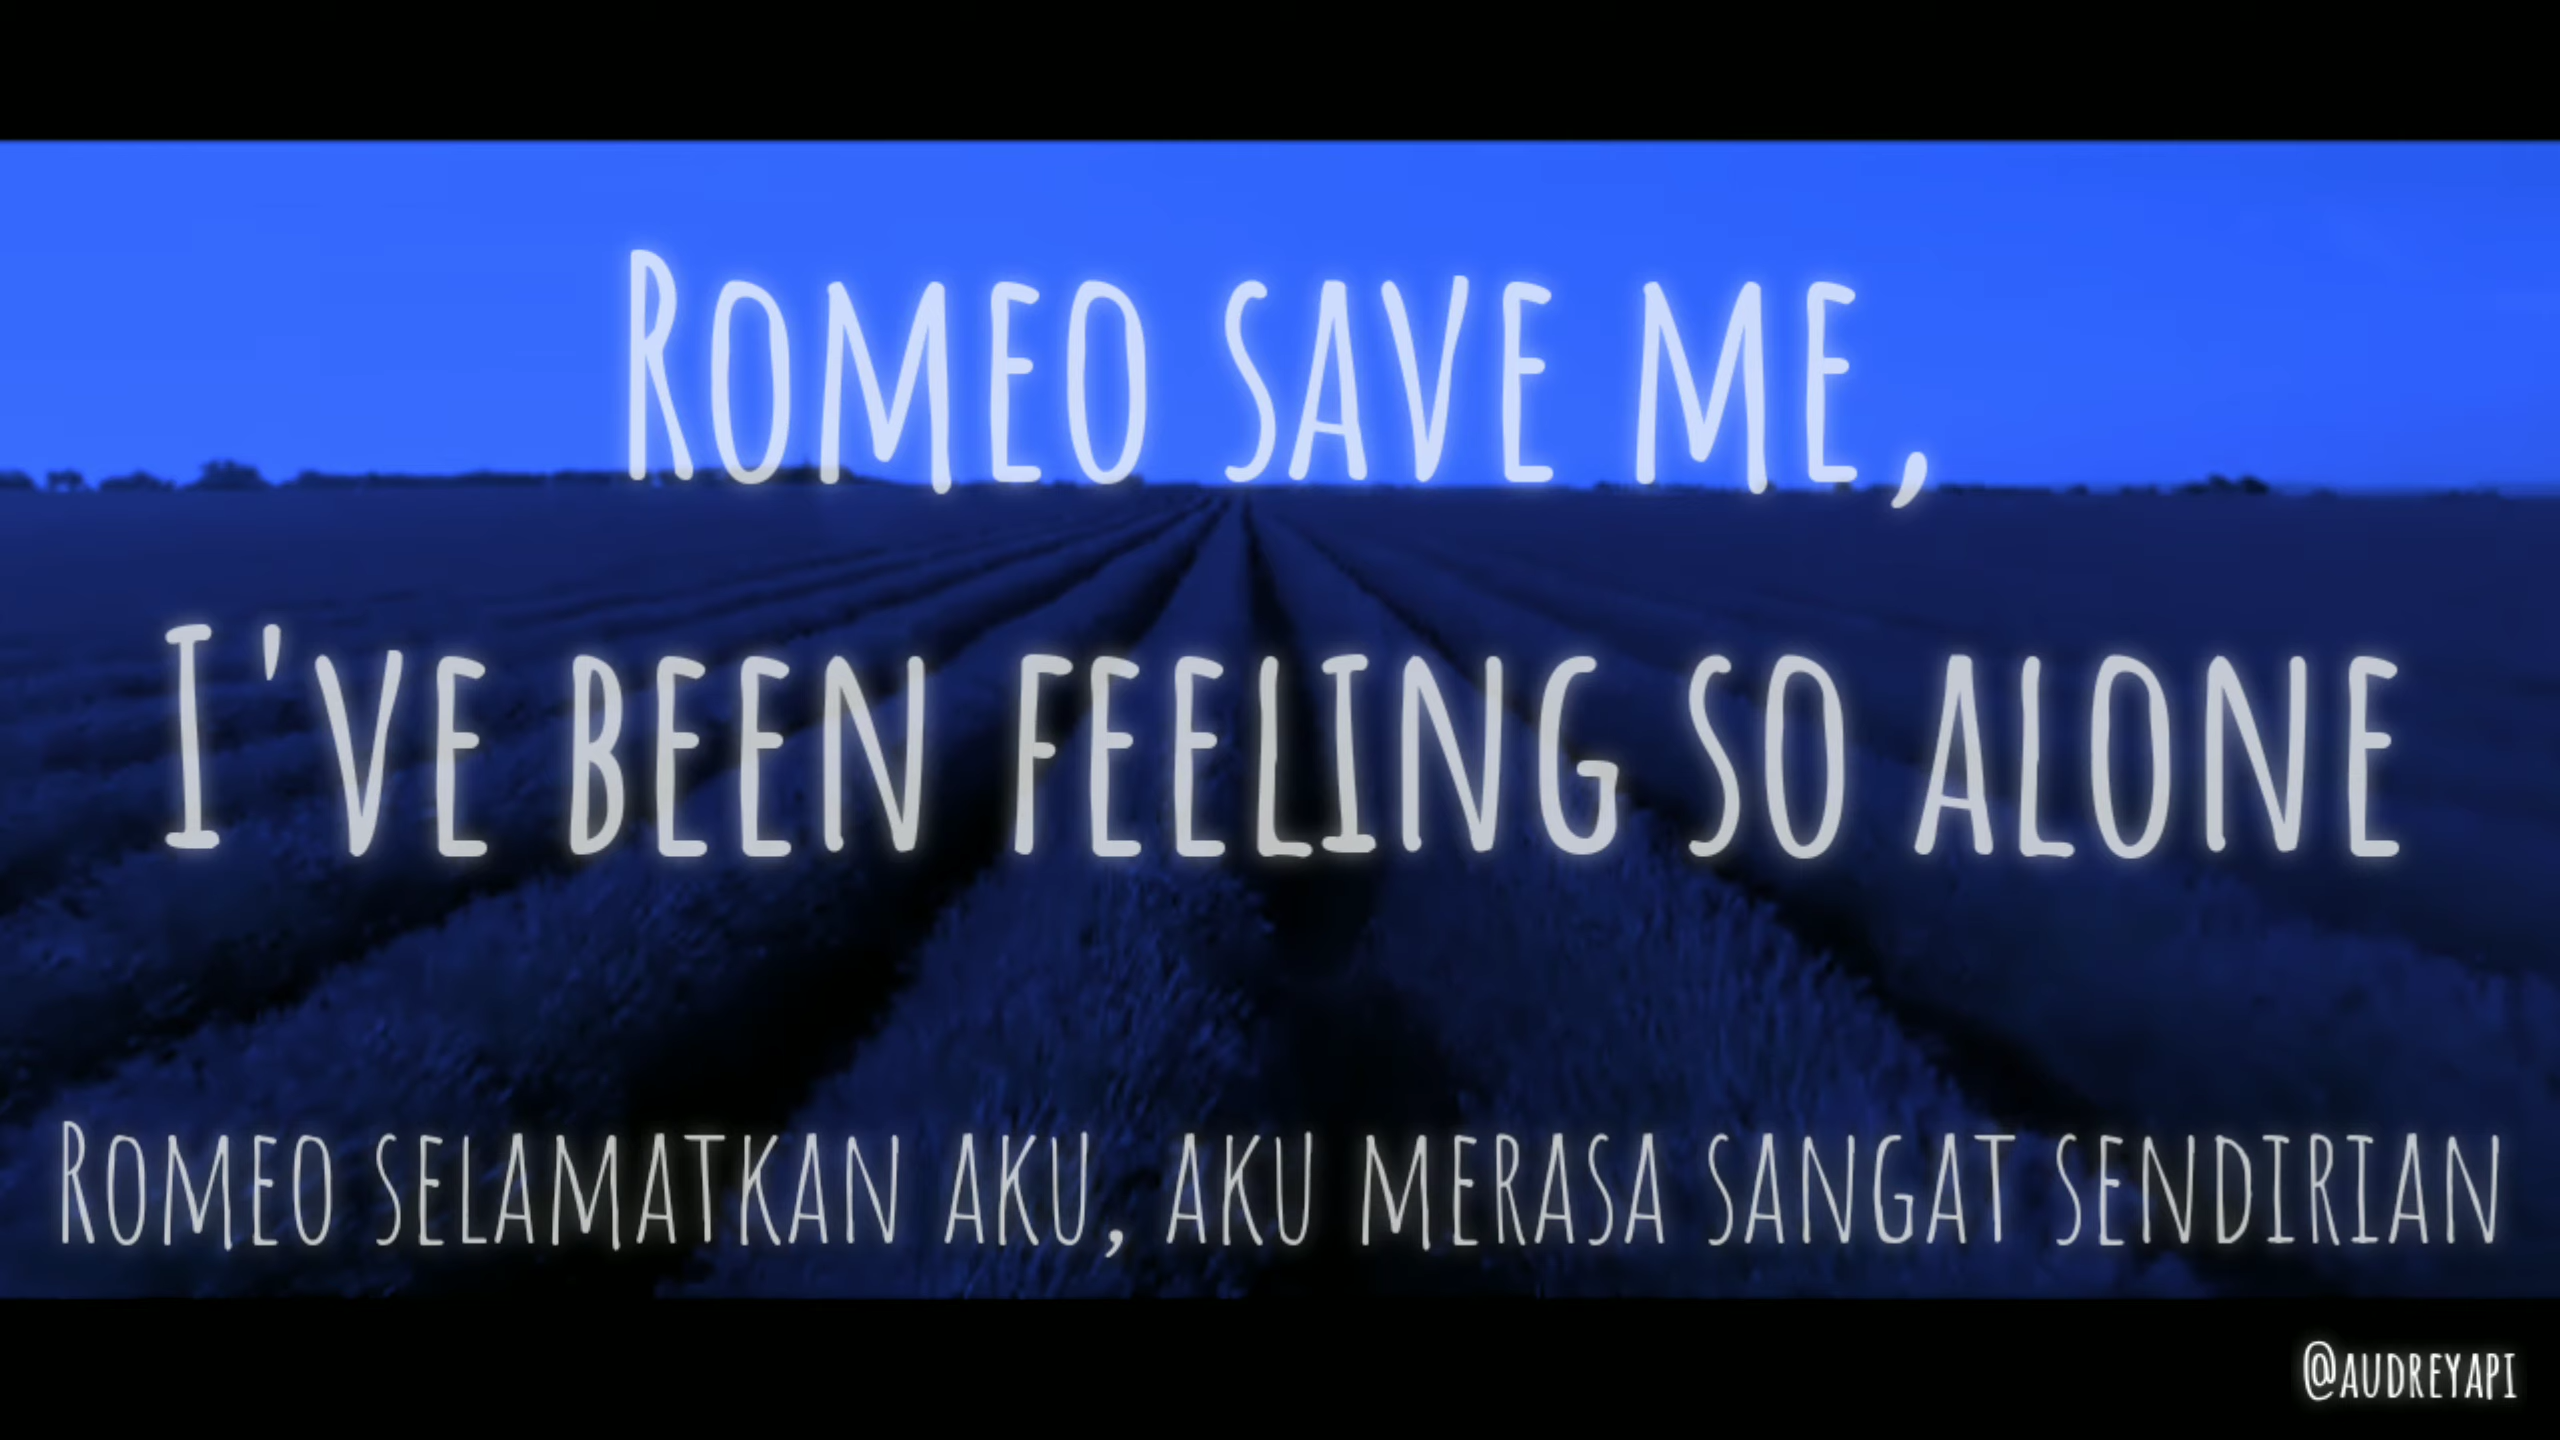 Romeo save me,
I've been feeling so alone
Romeo selamatkan aku, aku merasa sangat sendirian
@audreyapi